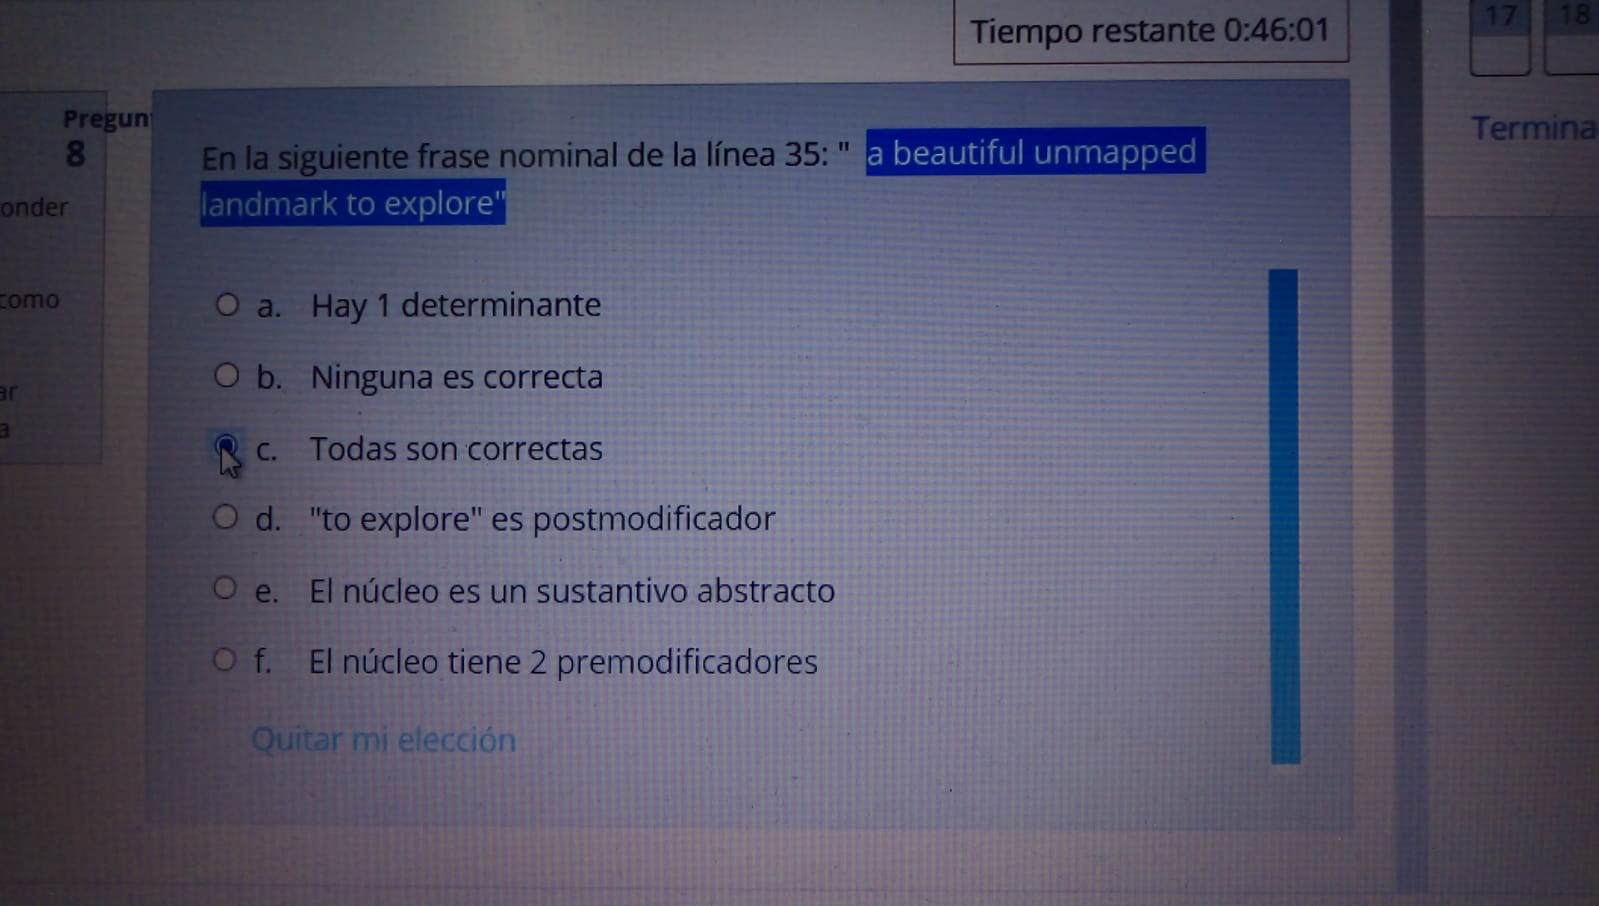 Tiempo restante 0:46:01
17 18
Termina
Pregun
8
onder
como
ar
a
En la siguiente frase nominal de la línea 35: " a beautiful unmapped
landmark to explore"
a. Hay 1 determinante
b. Ninguna es correcta
c. Todas son correctas
d. "to explore" es postmodificador
e. El núcleo es un sustantivo abstracto
f. El núcleo tiene 2 premodificadores
Quitar mi elección